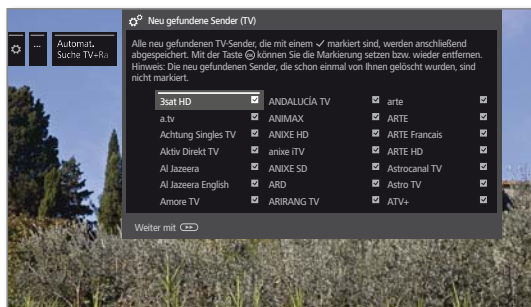 Neu gefundene Sender (TV)
...
Automat.
Suche TV+Ra
Alle neu gefundenen TV-Sender, die mit einem ✓ markiert sind, werden anschließend
abgespeichert. Mit der Taste OK können Sie die Markierung setzen bzw. wieder entfernen.
Hinweis: Die neu gefundenen Sender, die schon einmal von Ihnen gelöscht wurden, sind
nicht markiert.
3sat HD ANDALUCÍA TV arte
a.tv ANIMAX ARTE
Achtung Singles TV ANIXE HD ARTE Francais
Aktiv Direkt TV anixe iTV ARTE HD
Al Jazeera ANIXE SD Astrocanal TV
Al Jazeera English ARD Astro TV
Amore TV ARIRANG TV ATV+
Weiter mit